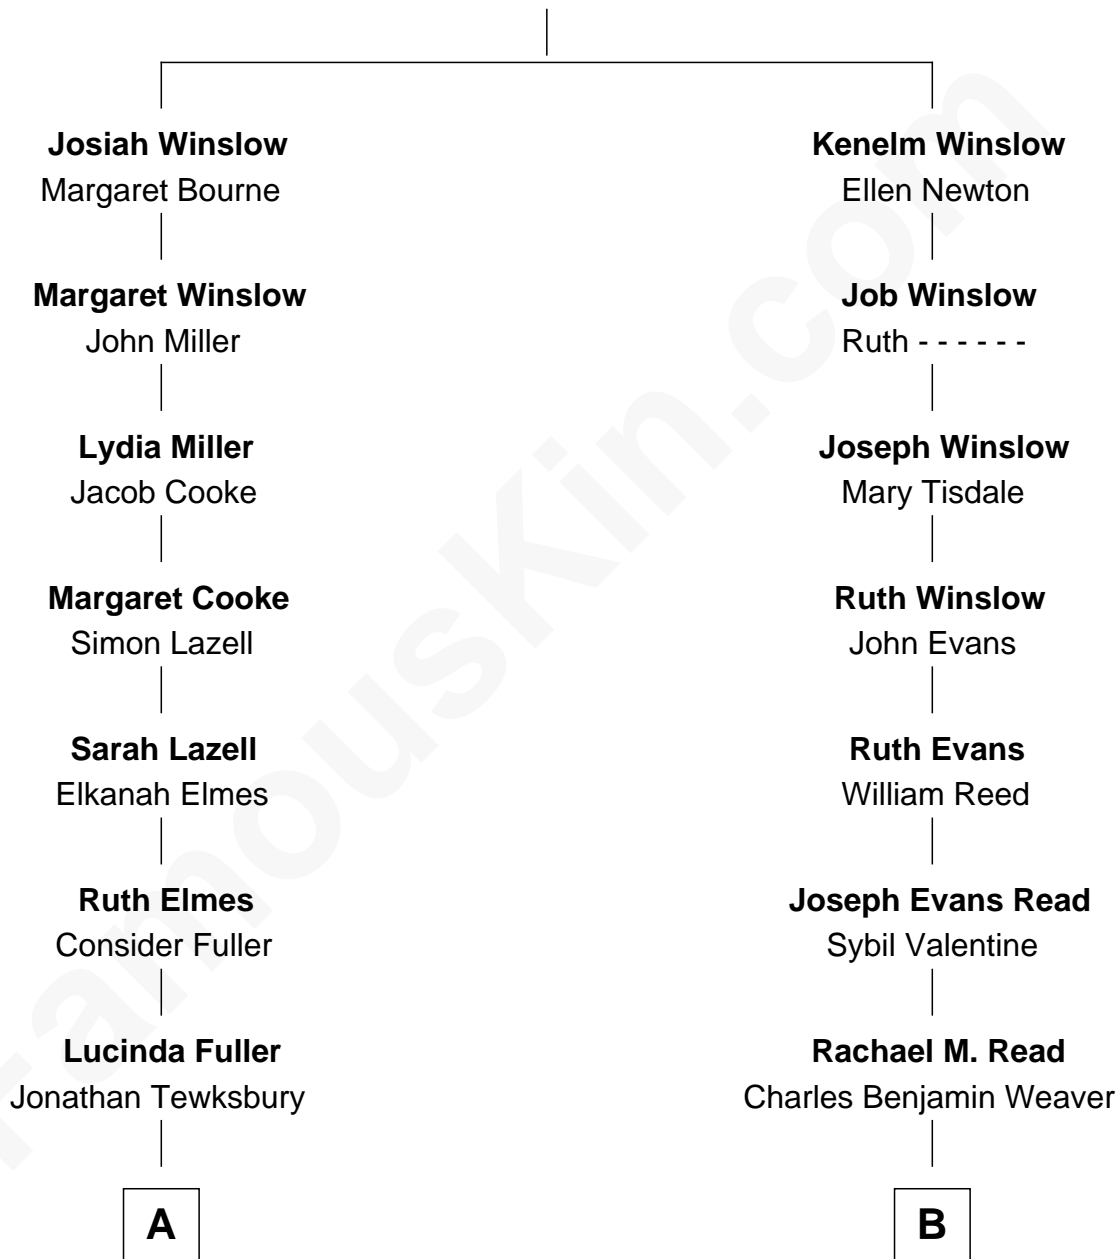 Josiah Winslow
Margaret Bourne
Margaret Winslow
John Miller
Lydia Miller
Jacob Cooke
Margaret Cooke
Simon Lazell
Sarah Lazell
Elkanah Elmes
Ruth Elmes
Consider Fuller
Lucinda Fuller
Jonathan Tewksbury
A
Kenelm Winslow
Ellen Newton
Job Winslow
Ruth - - - - - -
Joseph Winslow
Mary Tisdale
Ruth Winslow
John Evans
Ruth Evans
William Reed
Joseph Evans Read
Sybil Valentine
Rachael M. Read
Charles Benjamin Weaver
B
FamousKin.com